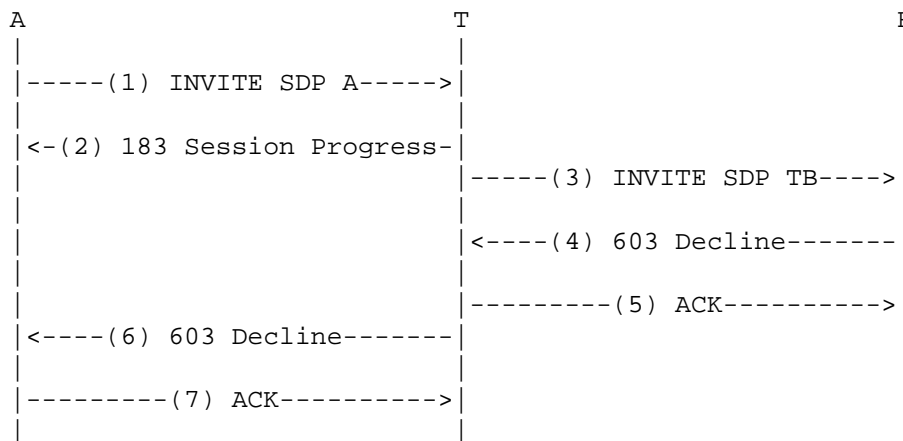 A T
-----(1) INVITE SDP A----->
<-(2) 183 Session Progress-
-----(3) INVITE SDP TB---->
<----(4) 603 Decline-------
---------(5) ACK---------->
<----(6) 603 Decline-------
---------(7) ACK---------->